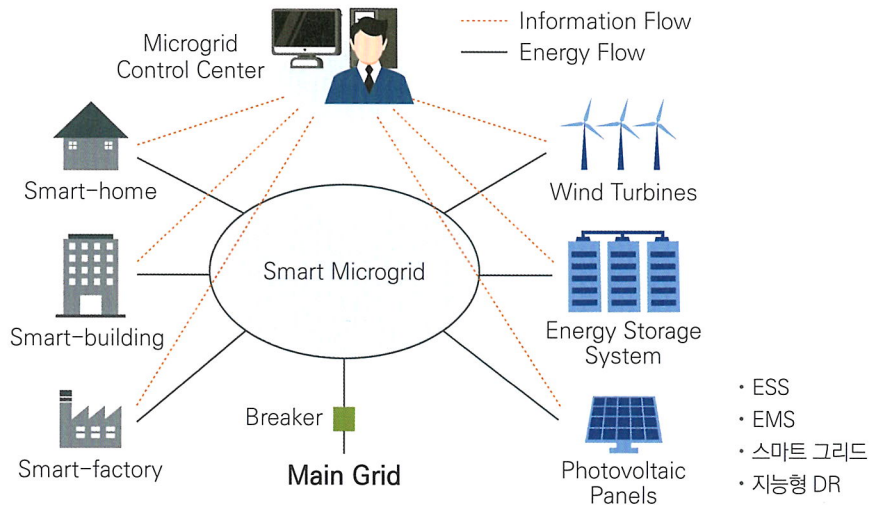 Information Flow
Energy Flow
Microgrid
Control Center
Smart-home
Wind Turbines
Smart Microgrid
Smart-building
Energy Storage
System
Breaker
Smart-factory
Main Grid
Photovoltaic
Panels
· ESS
· EMS
· 스마트 그리드
· 지능형 DR